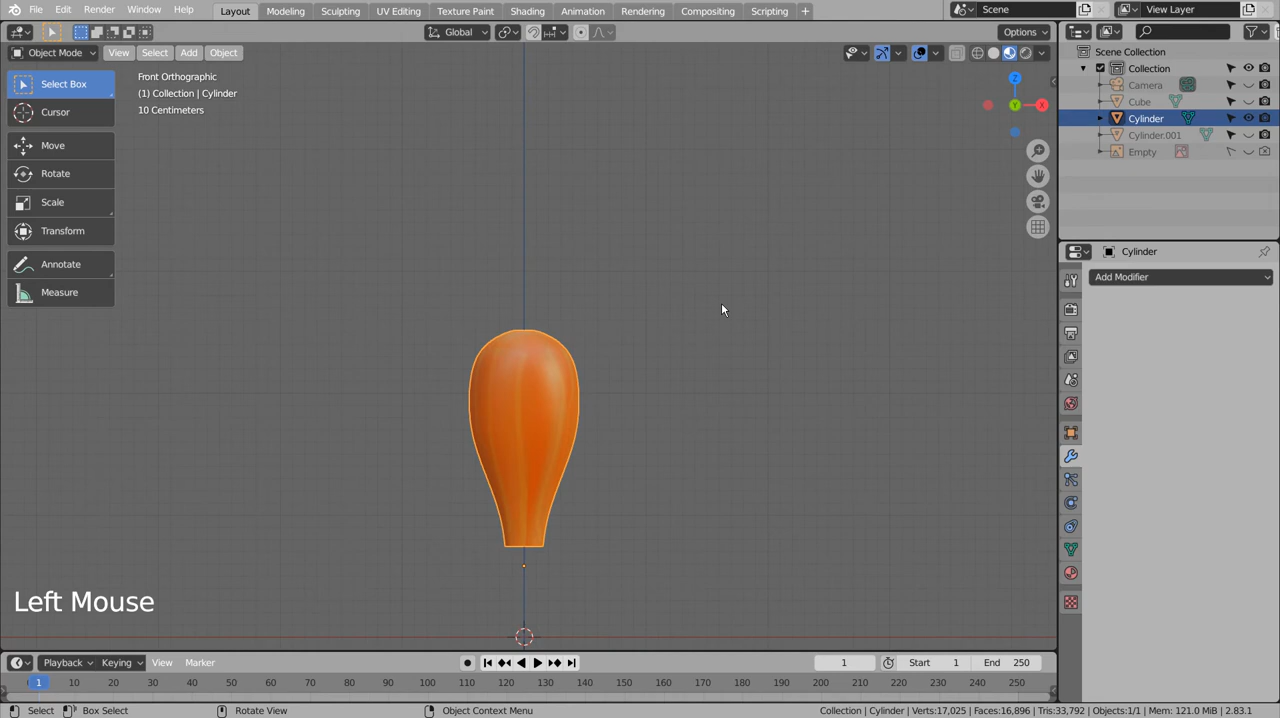 File Edit Render Window Help
Layout Modeling Sculpting UV Editing Texture Paint Shading Animation Rendering Compositing Scripting +
Scene
View Layer
Object Mode View Select Add Object
Global
Options
Select Box
Cursor
Move
Rotate
Scale
Transform
Annotate
Measure
Front Orthographic
(1) Collection | Cylinder
10 Centimeters
Z
Y
X
Scene Collection
Collection
Camera
Cube
Cylinder
Cylinder.001
Empty
Cylinder
Add Modifier
Left Mouse
Playback Keying View Marker
1
Start 1
End 250
1 10 20 30 40 50 60 70 80 90 100 110 120 130 140 150 160 170 180 190 200 210 220 230 240 250
Select Box Select Rotate View Object Context Menu
Collection | Cylinder | Verts:17,025 | Faces:16,896 | Tris:33,792 | Objects:1/1 | Mem: 121.0 MiB | 2.83.1